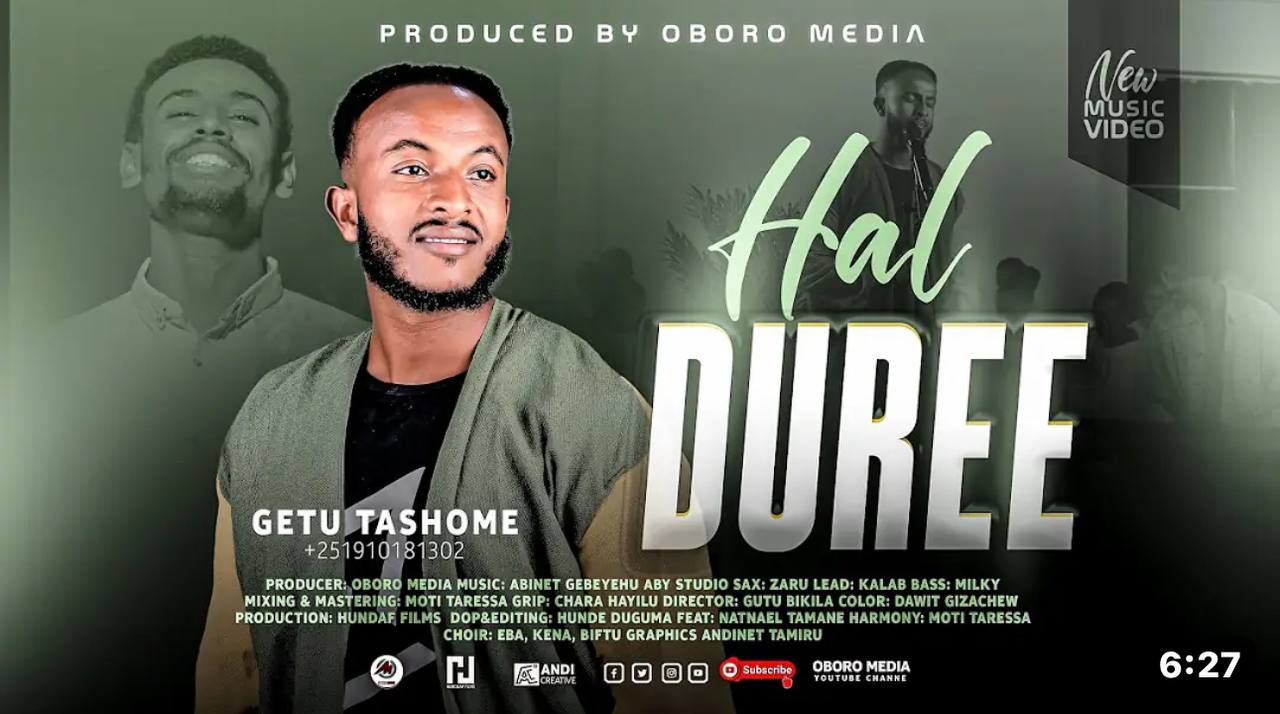 PRODUCED BY OBORO MEDIA
New
MUSIC
VIDEO
Hal
DUREE
GETU TASHOME
+251910181302
PRODUCER: OBORO MEDIA MUSIC: ABINET GEBEYEHU ABY STUDIO SAX: ZARU LEAD: KALAB BASS: MILKY
MIXING & MASTERING: MOTI TARESSA GRIP: CHARA HAYILU DIRECTOR: GUTU BIKILA COLOR: DAWIT GIZACHEW
PRODUCTION: HUNDAF FILMS DOP&EDITING: HUNDE DUGUMA FEAT: NATNAEL TAMANE HARMONY: MOTI TARESSA
CHOIR: EBA, KENA, BIFTU GRAPHICS ANDINET TAMIRU
ANDI
CREATIVE
Subscribe
OBORO MEDIA
YOUTUBE CHANNE
6:27